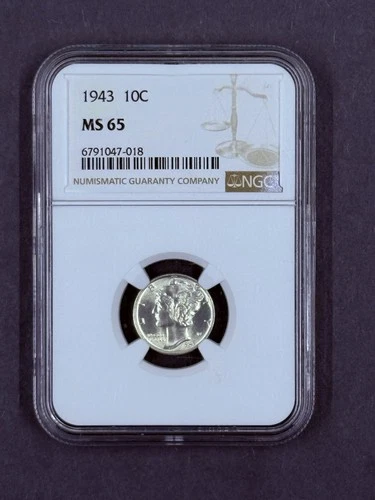 1943 10C
MS 65
6791047-018
NUMISMATIC GUARANTY COMPANY
NGC